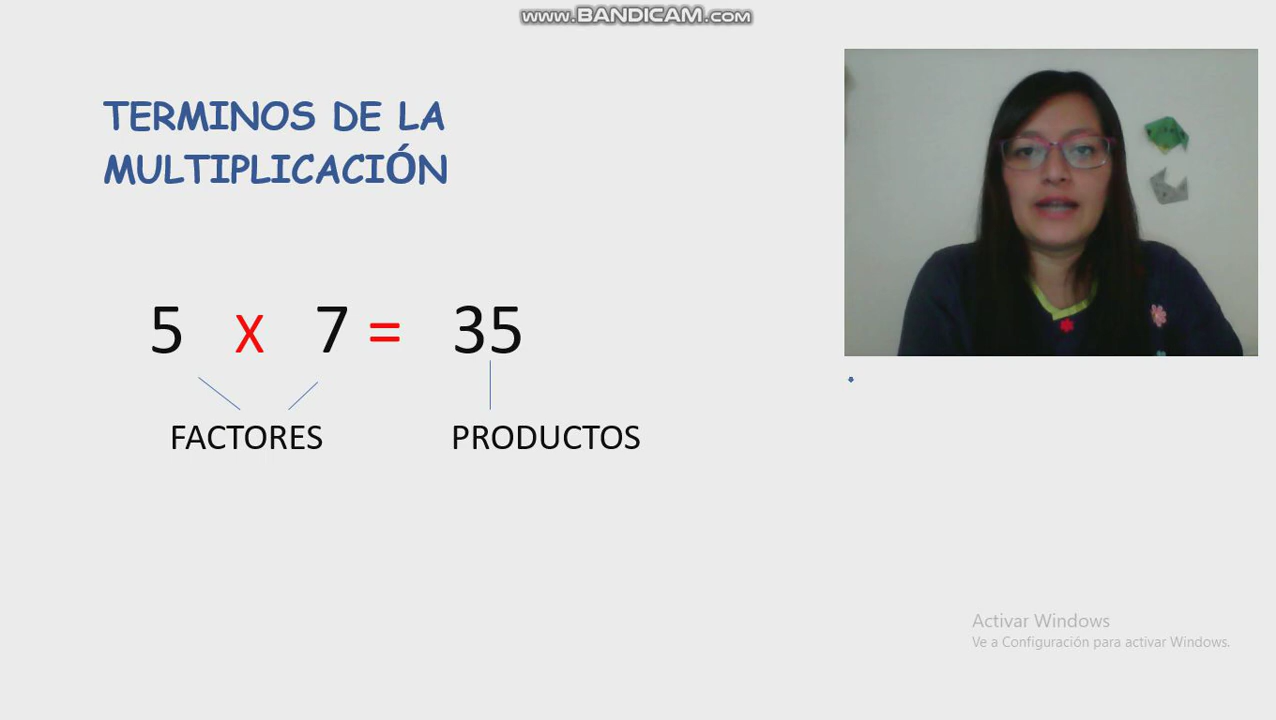 www.BANDICAM.com
TERMINOS DE LA
MULTIPLICACIÓN
5 x 7 = 35
FACTORES PRODUCTOS
Activar Windows
Ve a Configuración para activar Windows.